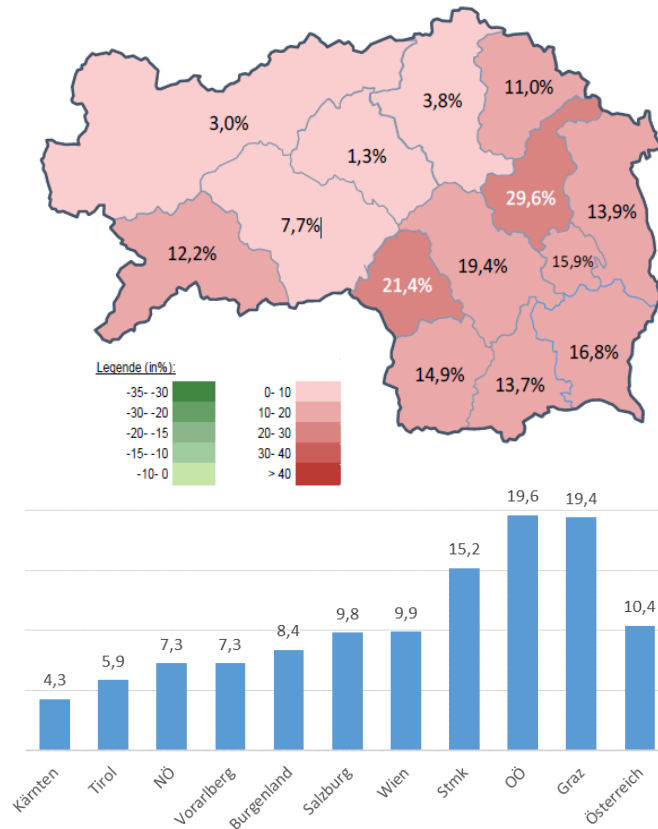 3,8%
11,0%
3,0%
1,3%
29,6%
13,9%
7,7%
12,2%
19,4%
15,9%
21,4%
16,8%
14,9%
13,7%
Legende (in%):
-35- -30 0- 10
-30- -20 10- 20
-20- -15 20- 30
-15- -10 30- 40
-10- 0 > 40
4,3 5,9 7,3 7,3 8,4 9,8 9,9 15,2 19,6 19,4 10,4
Kärnten Tirol NÖ Vorarlberg Burgenland Salzburg Wien Stmk OÖ Graz Österreich